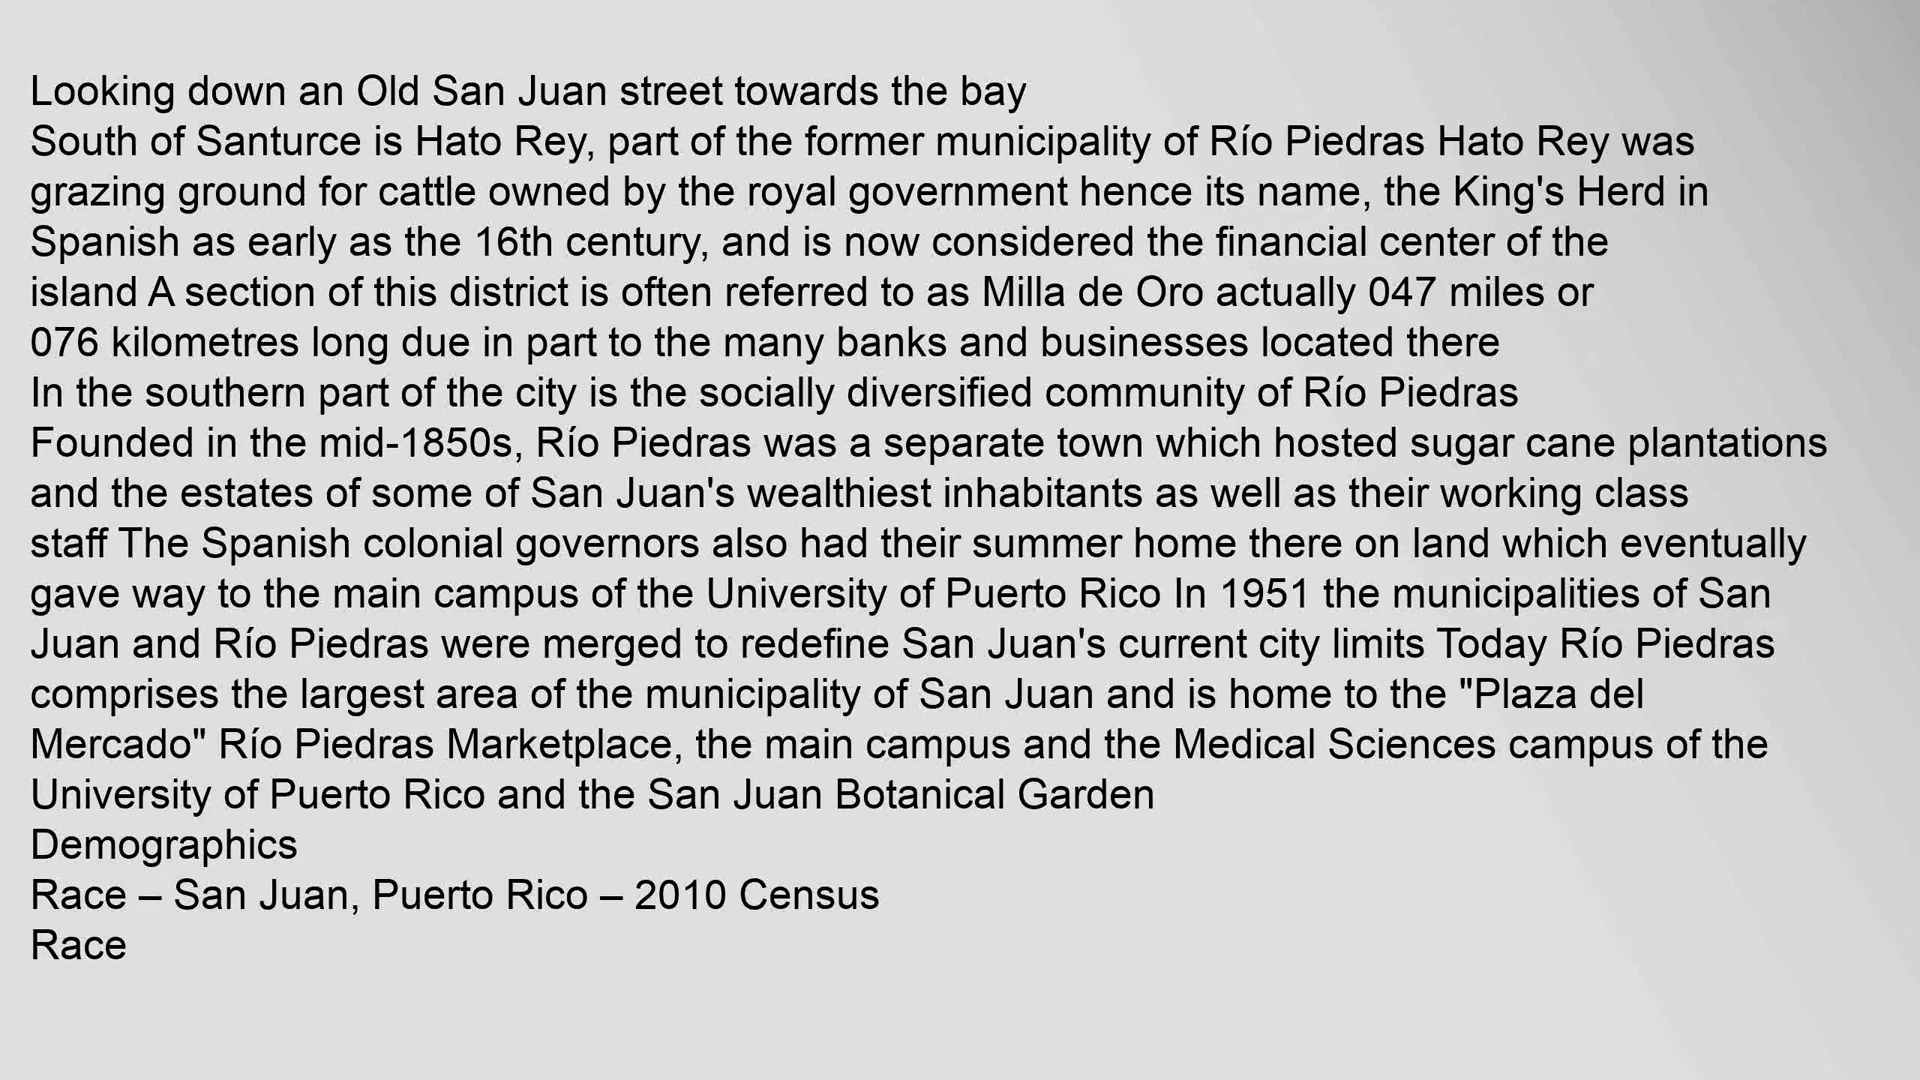 Looking down an Old San Juan street towards the bay
South of Santurce is Hato Rey, part of the former municipality of Río Piedras Hato Rey was
grazing ground for cattle owned by the royal government hence its name, the King's Herd in
Spanish as early as the 16th century, and is now considered the financial center of the
island A section of this district is often referred to as Milla de Oro actually 047 miles or
076 kilometres long due in part to the many banks and businesses located there
In the southern part of the city is the socially diversified community of Río Piedras
Founded in the mid-1850s, Río Piedras was a separate town which hosted sugar cane plantations
and the estates of some of San Juan's wealthiest inhabitants as well as their working class
staff The Spanish colonial governors also had their summer home there on land which eventually
gave way to the main campus of the University of Puerto Rico In 1951 the municipalities of San
Juan and Río Piedras were merged to redefine San Juan's current city limits Today Río Piedras
comprises the largest area of the municipality of San Juan and is home to the "Plaza del
Mercado" Río Piedras Marketplace, the main campus and the Medical Sciences campus of the
University of Puerto Rico and the San Juan Botanical Garden
Demographics
Race – San Juan, Puerto Rico – 2010 Census
Race